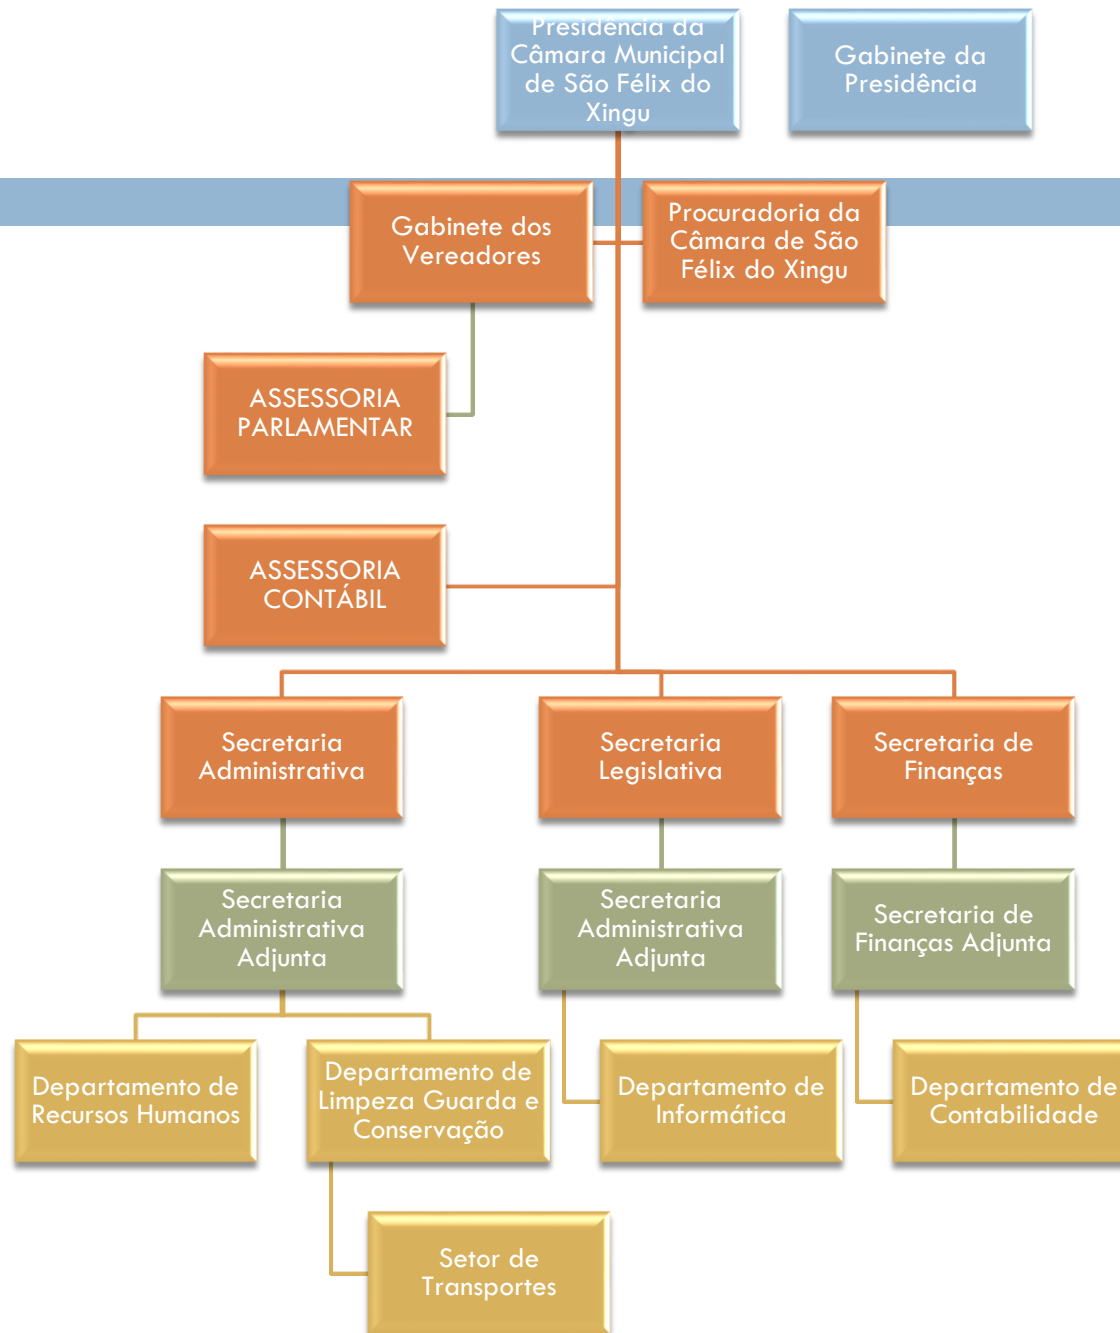 Presidência da
Câmara Municipal
de São Félix do
Xingu
Gabinete da
Presidência
Gabinete dos
Vereadores
Procuradoria da
Câmara de São
Félix do Xingu
ASSESSORIA
PARLAMENTAR
ASSESSORIA
CONTÁBIL
Secretaria
Administrativa
Secretaria
Legislativa
Secretaria de
Finanças
Secretaria
Administrativa
Adjunta
Secretaria
Administrativa
Adjunta
Secretaria de
Finanças Adjunta
Departamento de
Recursos Humanos
Departamento de
Limpeza Guarda e
Conservação
Departamento de
Informática
Departamento de
Contabilidade
Setor de
Transportes